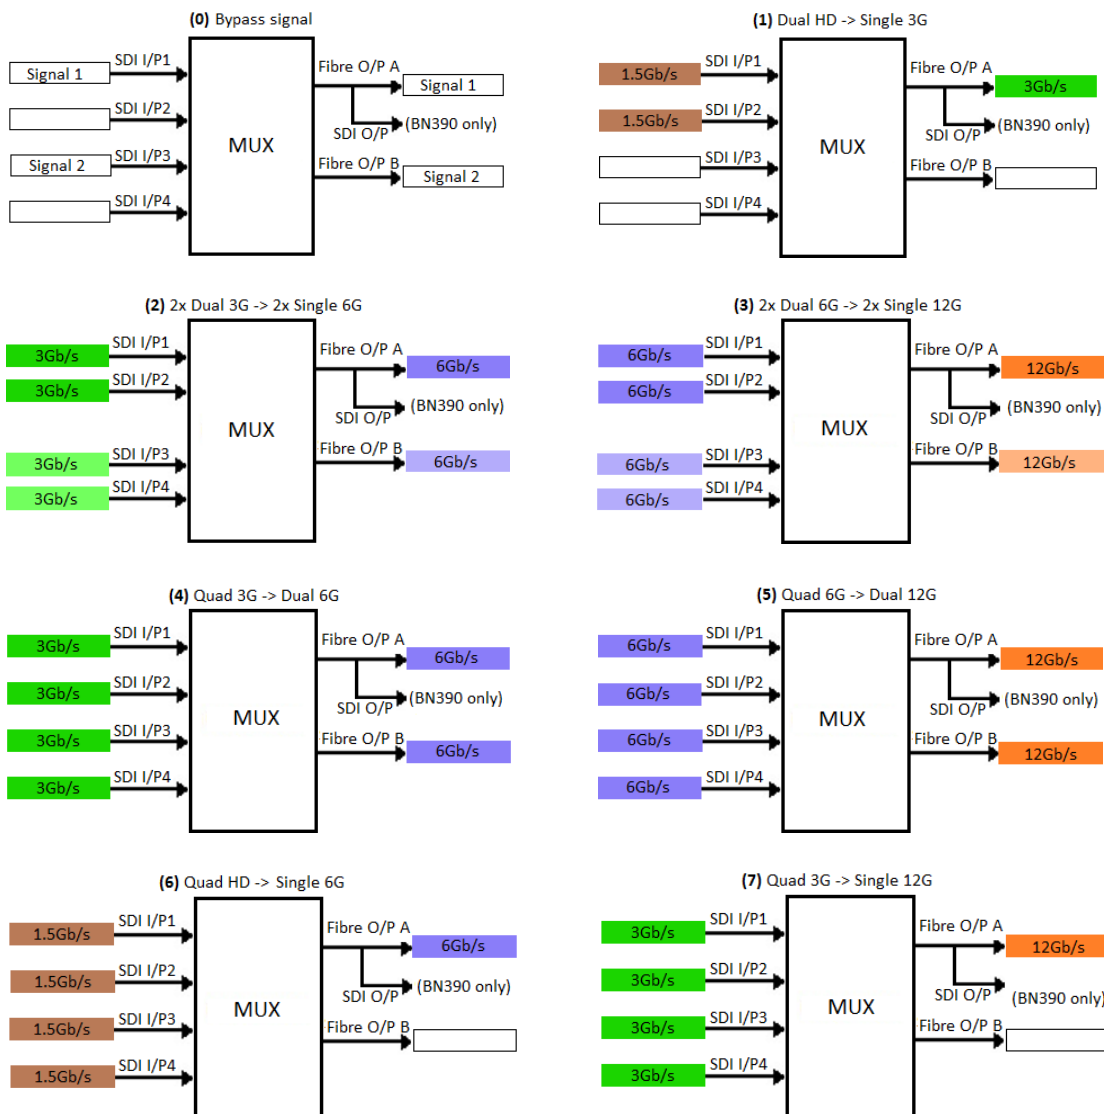 (0) Bypass signal
SDI I/P1
Signal 1
SDI I/P2
SDI I/P3
Signal 2
SDI I/P4
MUX
Fibre O/P A
Signal 1
(BN390 only)
SDI O/P
Fibre O/P B
Signal 2
(1) Dual HD -> Single 3G
SDI I/P1
1.5Gb/s
SDI I/P2
1.5Gb/s
SDI I/P3
SDI I/P4
MUX
Fibre O/P A
3Gb/s
(BN390 only)
SDI O/P
Fibre O/P B
(2) 2x Dual 3G -> 2x Single 6G
SDI I/P1
3Gb/s
SDI I/P2
3Gb/s
SDI I/P3
3Gb/s
SDI I/P4
3Gb/s
MUX
Fibre O/P A
6Gb/s
(BN390 only)
SDI O/P
Fibre O/P B
6Gb/s
(3) 2x Dual 6G -> 2x Single 12G
SDI I/P1
6Gb/s
SDI I/P2
6Gb/s
SDI I/P3
6Gb/s
SDI I/P4
6Gb/s
MUX
Fibre O/P A
12Gb/s
(BN390 only)
SDI O/P
Fibre O/P B
12Gb/s
(4) Quad 3G -> Dual 6G
SDI I/P1
3Gb/s
SDI I/P2
3Gb/s
SDI I/P3
3Gb/s
SDI I/P4
3Gb/s
MUX
Fibre O/P A
6Gb/s
(BN390 only)
SDI O/P
Fibre O/P B
6Gb/s
(5) Quad 6G -> Dual 12G
SDI I/P1
6Gb/s
SDI I/P2
6Gb/s
SDI I/P3
6Gb/s
SDI I/P4
6Gb/s
MUX
Fibre O/P A
12Gb/s
(BN390 only)
SDI O/P
Fibre O/P B
12Gb/s
(6) Quad HD -> Single 6G
SDI I/P1
1.5Gb/s
SDI I/P2
1.5Gb/s
SDI I/P3
1.5Gb/s
SDI I/P4
1.5Gb/s
MUX
Fibre O/P A
6Gb/s
(BN390 only)
SDI O/P
Fibre O/P B
(7) Quad 3G -> Single 12G
SDI I/P1
3Gb/s
SDI I/P2
3Gb/s
SDI I/P3
3Gb/s
SDI I/P4
3Gb/s
MUX
Fibre O/P A
12Gb/s
SDI O/P
(BN390 only)
Fibre O/P B